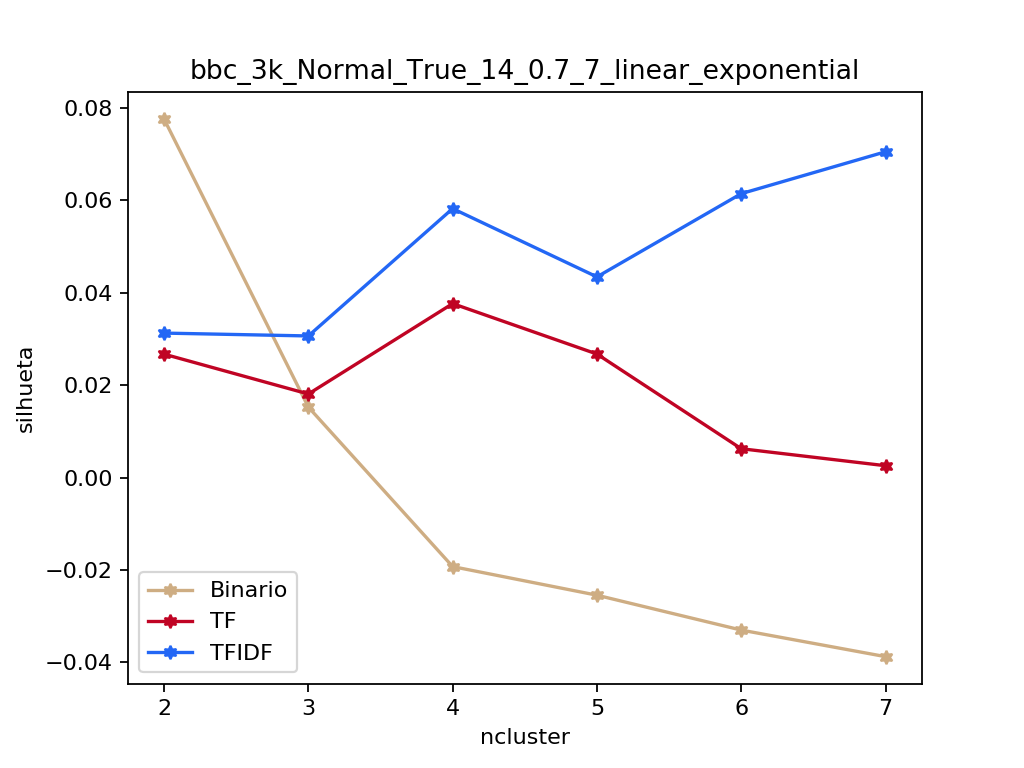 bbc_3k_Normal_True_14_0.7_7_linear_exponential
0.08
0.06
0.04
0.02
0.00
−0.02
−0.04
silhueta
Binario
TF
TFIDF
2 3 4 5 6 7
ncluster